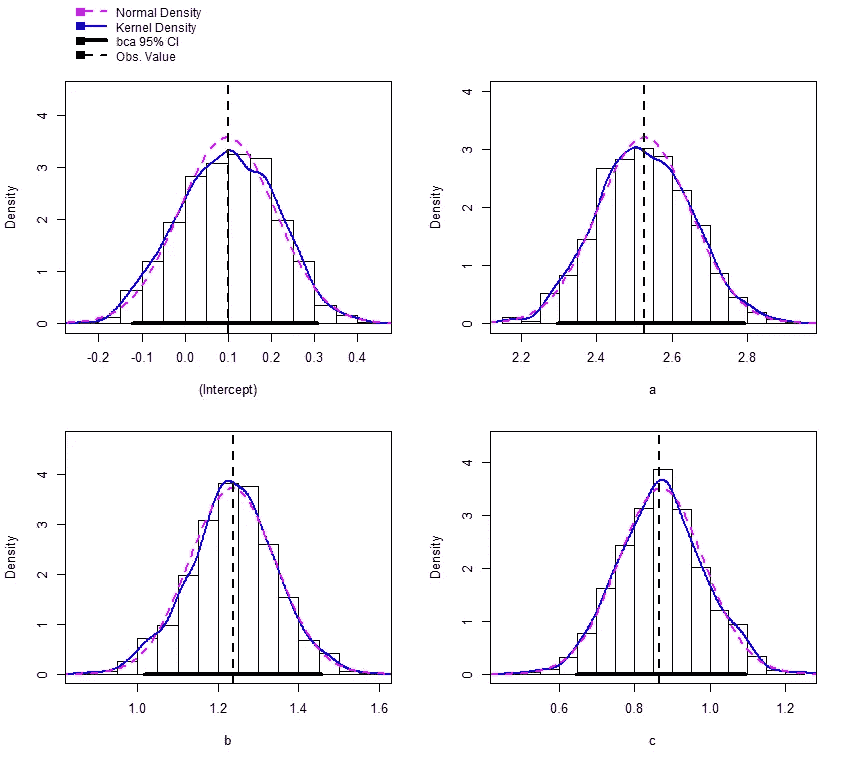 Normal Density
Kernel Density
bca 95% CI
Obs. Value
Density
4
3
2
1
0
-0.2 -0.1 0.0 0.1 0.2 0.3 0.4
(Intercept)
Density
4
3
2
1
0
2.2 2.4 2.6 2.8
a
Density
4
3
2
1
0
1.0 1.2 1.4 1.6
b
Density
4
3
2
1
0
0.6 0.8 1.0 1.2
c